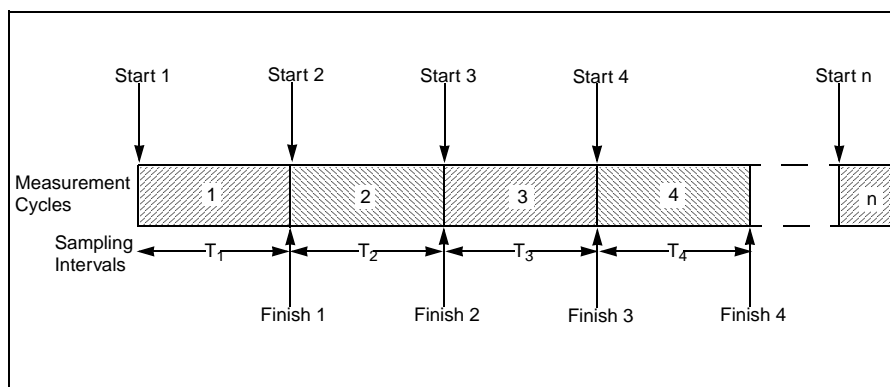 Start 1 Start 2 Start 3 Start 4 Start n
Measurement
Cycles
1 2 3 4 n
Sampling
Intervals
T1 T2 T3 T4
Finish 1 Finish 2 Finish 3 Finish 4